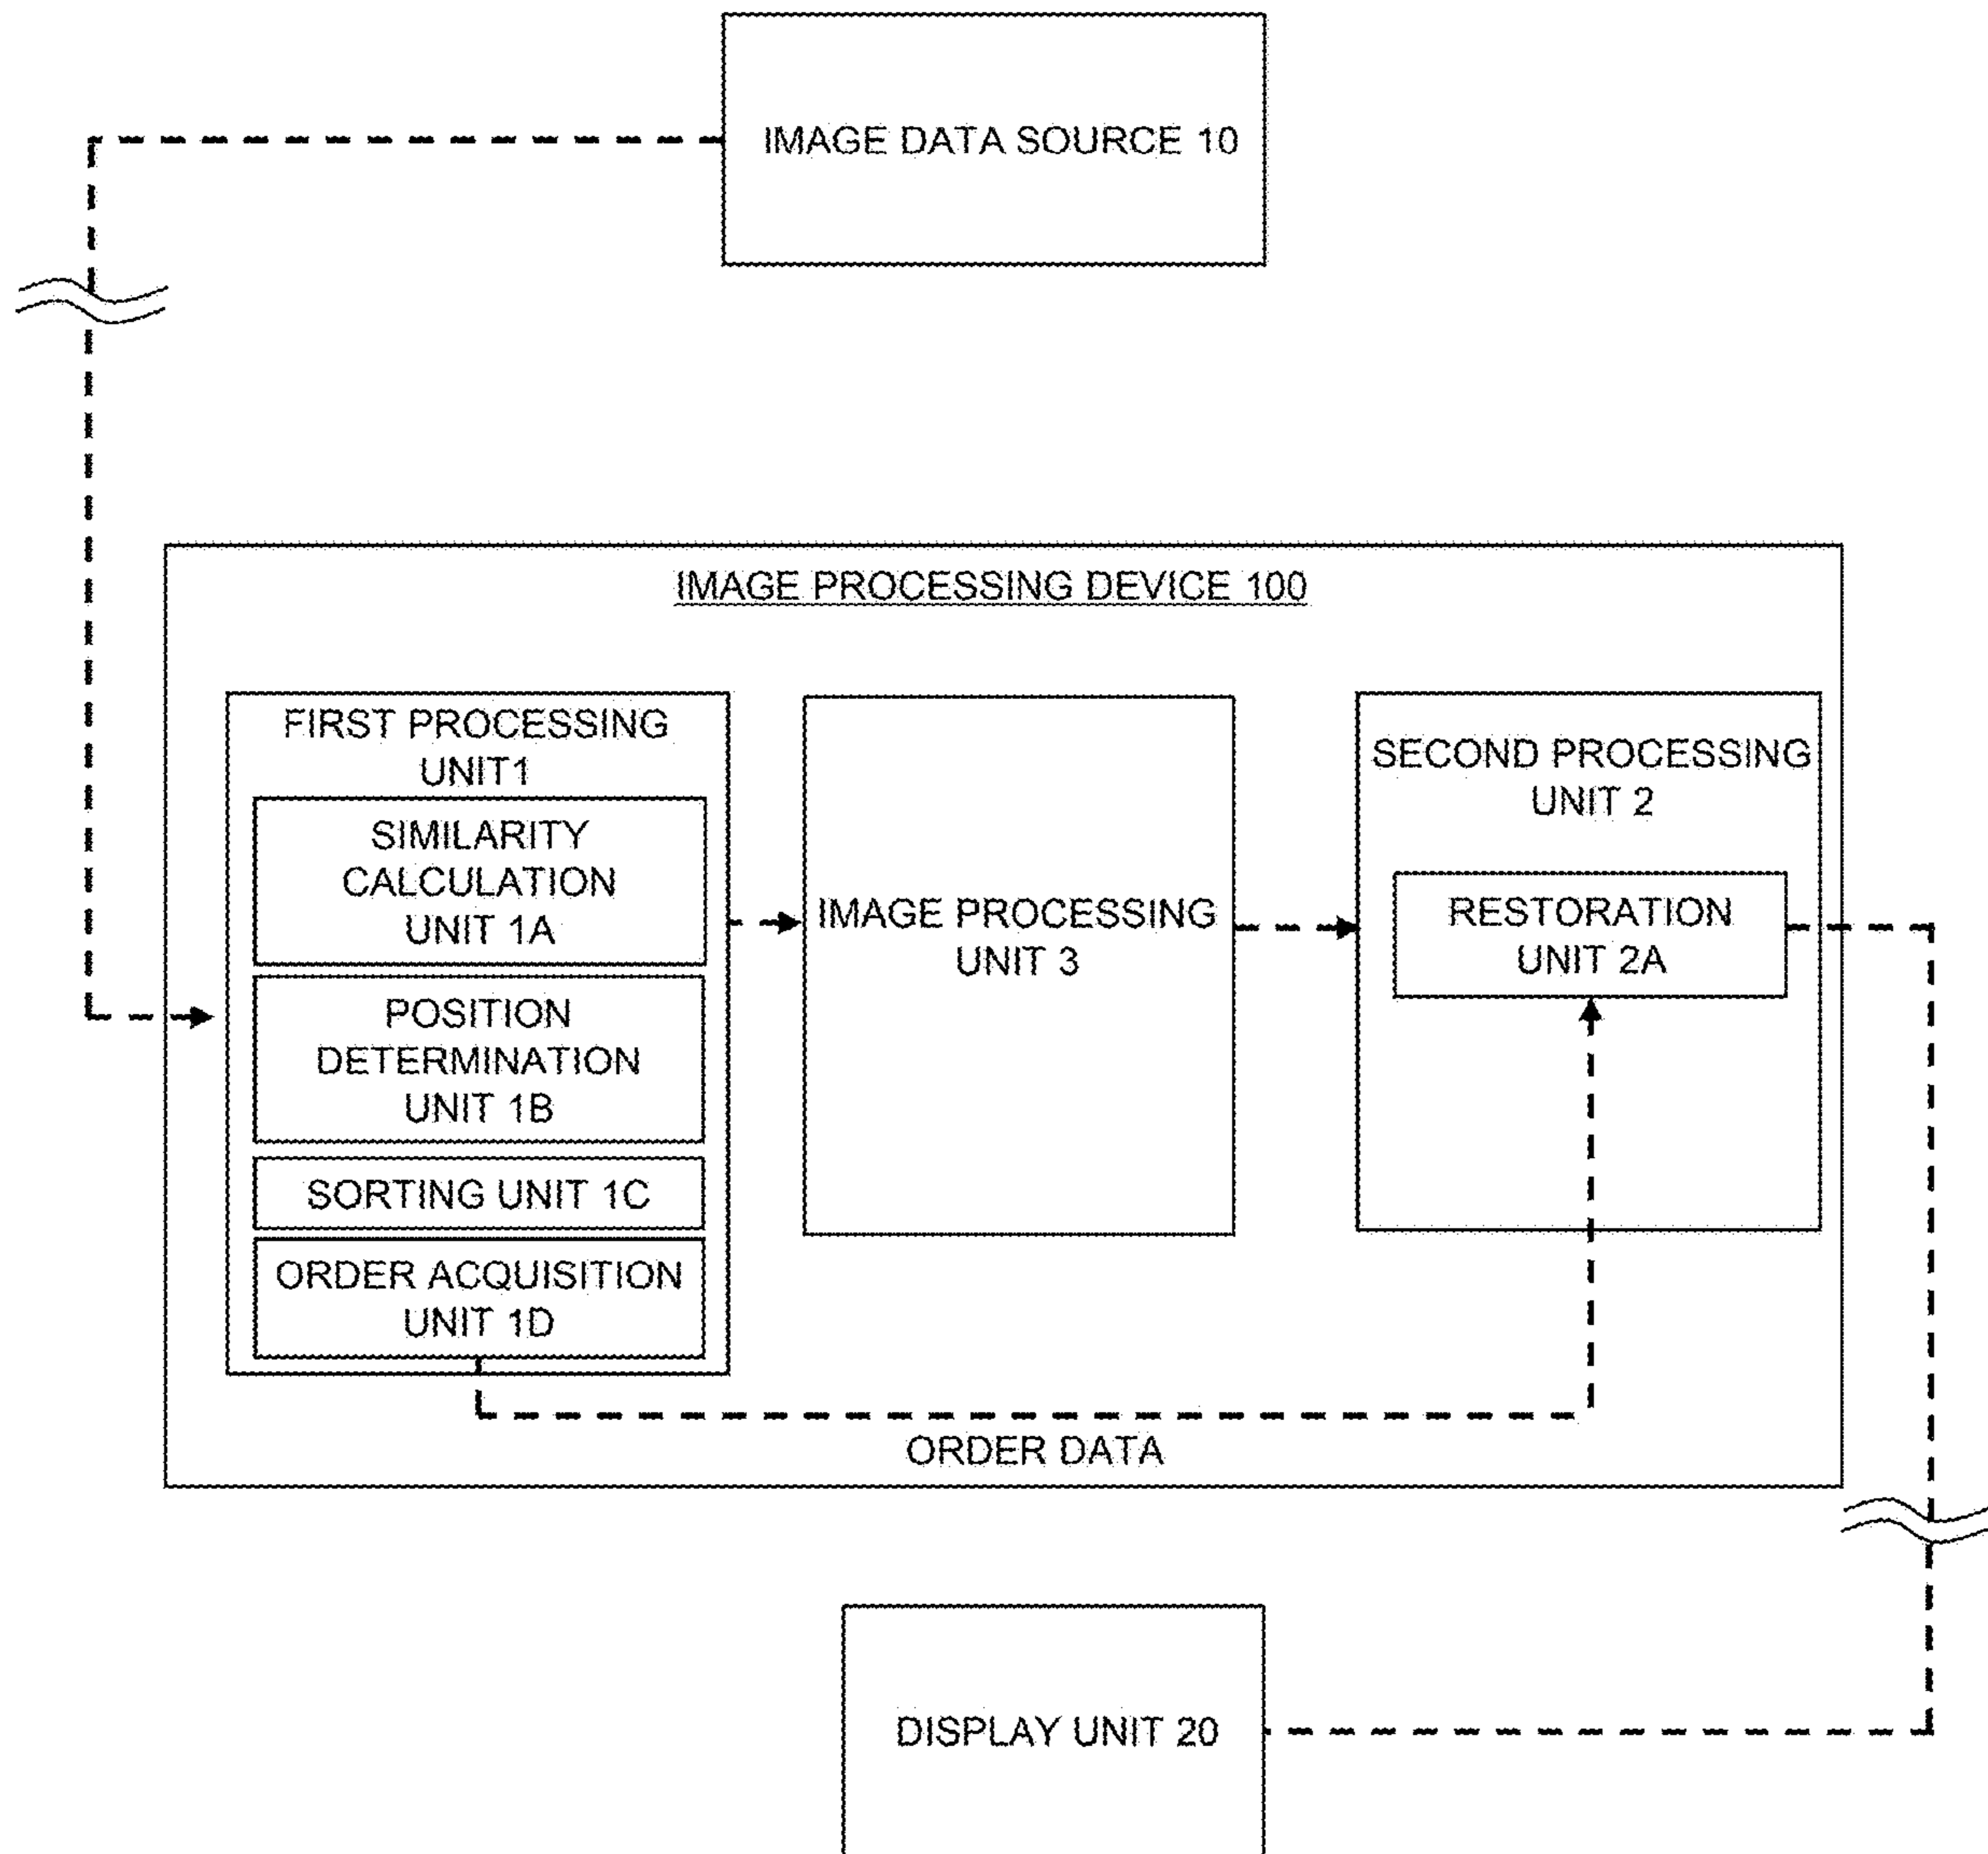 IMAGE DATA SOURCE 10
IMAGE PROCESSING DEVICE 100
FIRST PROCESSING
UNIT1
SIMILARITY
CALCULATION
UNIT 1A
POSITION
DETERMINATION
UNIT 1B
SORTING UNIT 1C
ORDER ACQUISITION
UNIT 1D
IMAGE PROCESSING
UNIT 3
SECOND PROCESSING
UNIT 2
RESTORATION
UNIT 2A
ORDER DATA
DISPLAY UNIT 20